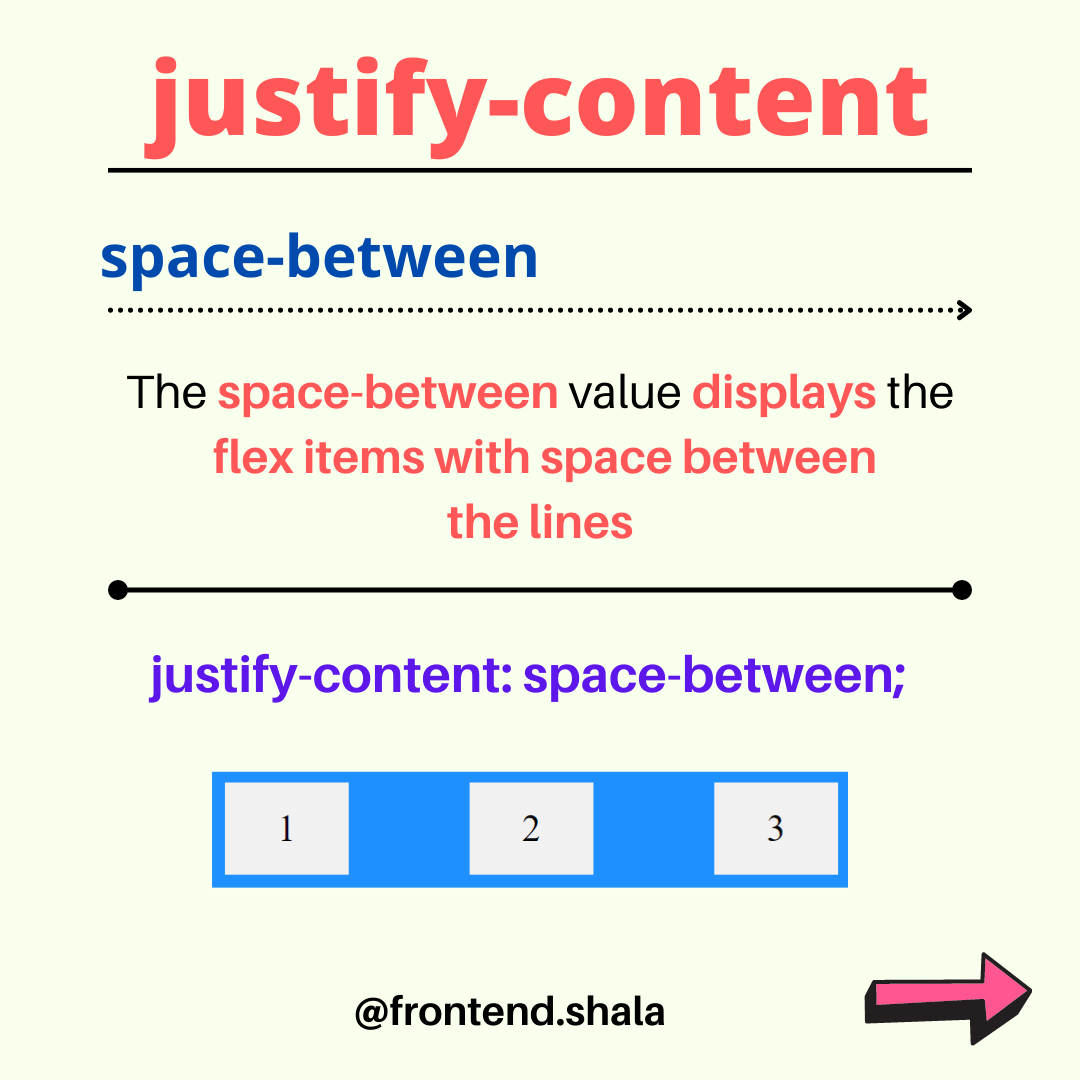 justify-content
space-between
The space-between value displays the
flex items with space between
the lines
justify-content: space-between;
1 2 3
@frontend.shala